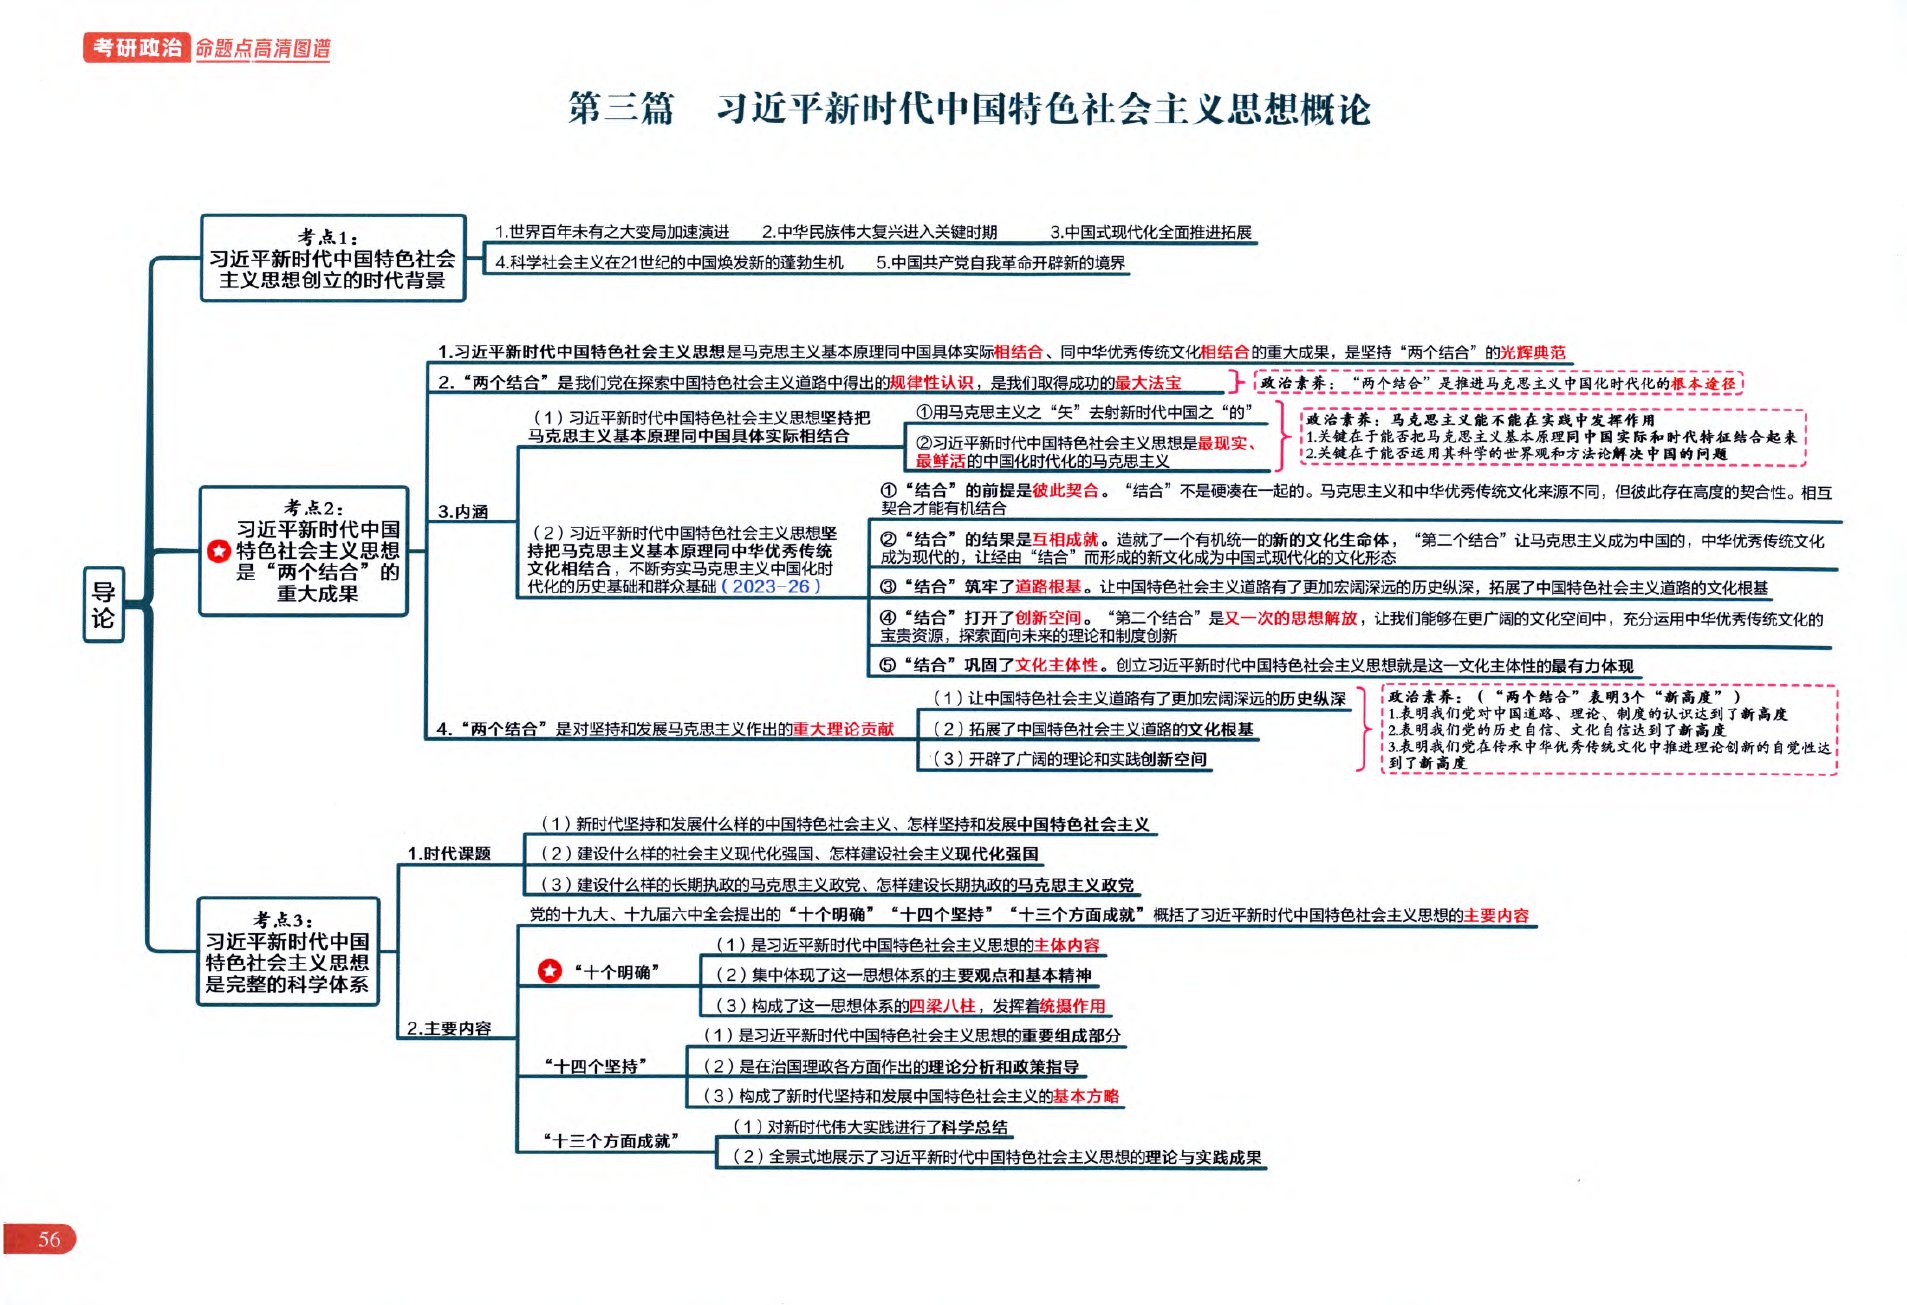 考研政治 命题点高清图谱
第三篇 习近平新时代中国特色社会主义思想概论
导论
考点1：
习近平新时代中国特色社会
主义思想创立的时代背景
1.世界百年未有之大变局加速演进 2.中华民族伟大复兴进入关键时期 3.中国式现代化全面推进拓展
4.科学社会主义在21世纪的中国焕发新的蓬勃生机 5.中国共产党自我革命开辟新的境界
考点2：
习近平新时代中国
特色社会主义思想
是“两个结合”的
重大成果
1.习近平新时代中国特色社会主义思想是马克思主义基本原理同中国具体实际相结合、同中华优秀传统文化相结合的重大成果，是坚持“两个结合”的光辉典范
2.“两个结合”是我们党在探索中国特色社会主义道路中得出的规律性认识，是我们取得成功的最大法宝
政治素养：“两个结合”是推进马克思主义中国化时代化的根本途径
3.内涵
（1）习近平新时代中国特色社会主义思想坚持把
马克思主义基本原理同中国具体实际相结合
①用马克思主义之“矢”去射新时代中国之“的”
②习近平新时代中国特色社会主义思想是最现实、
最鲜活的中国化时代化的马克思主义
政治素养：马克思主义能不能在实践中发挥作用
1.关键在于能否把马克思主义基本原理同中国实际和时代特征结合起来
2.关键在于能否运用其科学的世界观和方法论解决中国的问题
（2）习近平新时代中国特色社会主义思想坚
持把马克思主义基本原理同中华优秀传统
文化相结合，不断夯实马克思主义中国化时
代化的历史基础和群众基础（2023-26）
①“结合”的前提是彼此契合。“结合”不是硬凑在一起的。马克思主义和中华优秀传统文化来源不同，但彼此存在高度的契合性。相互
契合才能有机结合
②“结合”的结果是互相成就。造就了一个有机统一的新的文化生命体，“第二个结合”让马克思主义成为中国的，中华优秀传统文化
成为现代的，让经由“结合”而形成的新文化成为中国式现代化的文化形态
③“结合”筑牢了道路根基。让中国特色社会主义道路有了更加宏阔深远的历史纵深，拓展了中国特色社会主义道路的文化根基
④“结合”打开了创新空间。“第二个结合”是又一次的思想解放，让我们能够在更广阔的文化空间中，充分运用中华优秀传统文化的
宝贵资源，探索面向未来的理论和制度创新
⑤“结合”巩固了文化主体性。创立习近平新时代中国特色社会主义思想就是这一文化主体性的最有力体现
4.“两个结合”是对坚持和发展马克思主义作出的重大理论贡献
（1）让中国特色社会主义道路有了更加宏阔深远的历史纵深
（2）拓展了中国特色社会主义道路的文化根基
（3）开辟了广阔的理论和实践创新空间
政治素养：（“两个结合”表明3个“新高度”）
1.表明我们党对中国道路、理论、制度的认识达到了新高度
2.表明我们党的历史自信、文化自信达到了新高度
3.表明我们党在传承中华优秀传统文化中推进理论创新的自觉性达
到了新高度
考点3：
习近平新时代中国
特色社会主义思想
是完整的科学体系
1.时代课题
（1）新时代坚持和发展什么样的中国特色社会主义、怎样坚持和发展中国特色社会主义
（2）建设什么样的社会主义现代化强国、怎样建设社会主义现代化强国
（3）建设什么样的长期执政的马克思主义政党、怎样建设长期执政的马克思主义政党
2.主要内容
党的十九大、十九届六中全会提出的“十个明确”“十四个坚持”“十三个方面成就”概括了习近平新时代中国特色社会主义思想的主要内容
“十个明确”
（1）是习近平新时代中国特色社会主义思想的主体内容
（2）集中体现了这一思想体系的主要观点和基本精神
（3）构成了这一思想体系的四梁八柱，发挥着统摄作用
“十四个坚持”
（1）是习近平新时代中国特色社会主义思想的重要组成部分
（2）是在治国理政各方面作出的理论分析和政策指导
（3）构成了新时代坚持和发展中国特色社会主义的基本方略
“十三个方面成就”
（1）对新时代伟大实践进行了科学总结
（2）全景式地展示了习近平新时代中国特色社会主义思想的理论与实践成果
56